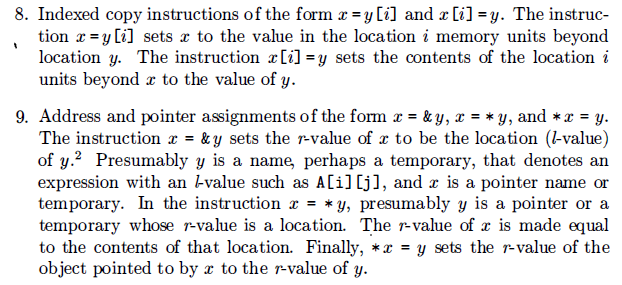 8. Indexed copy instructions of the form x = y[i] and x[i] = y. The instruc-
tion x = y[i] sets x to the value in the location i memory units beyond
location y. The instruction x[i] = y sets the contents of the location i
units beyond x to the value of y.
9. Address and pointer assignments of the form x = &y, x = *y, and *x = y.
The instruction x = &y sets the r-value of x to be the location (l-value)
of y.² Presumably y is a name, perhaps a temporary, that denotes an
expression with an l-value such as A[i][j], and x is a pointer name or
temporary. In the instruction x = *y, presumably y is a pointer or a
temporary whose r-value is a location. The r-value of x is made equal
to the contents of that location. Finally, *x = y sets the r-value of the
object pointed to by x to the r-value of y.